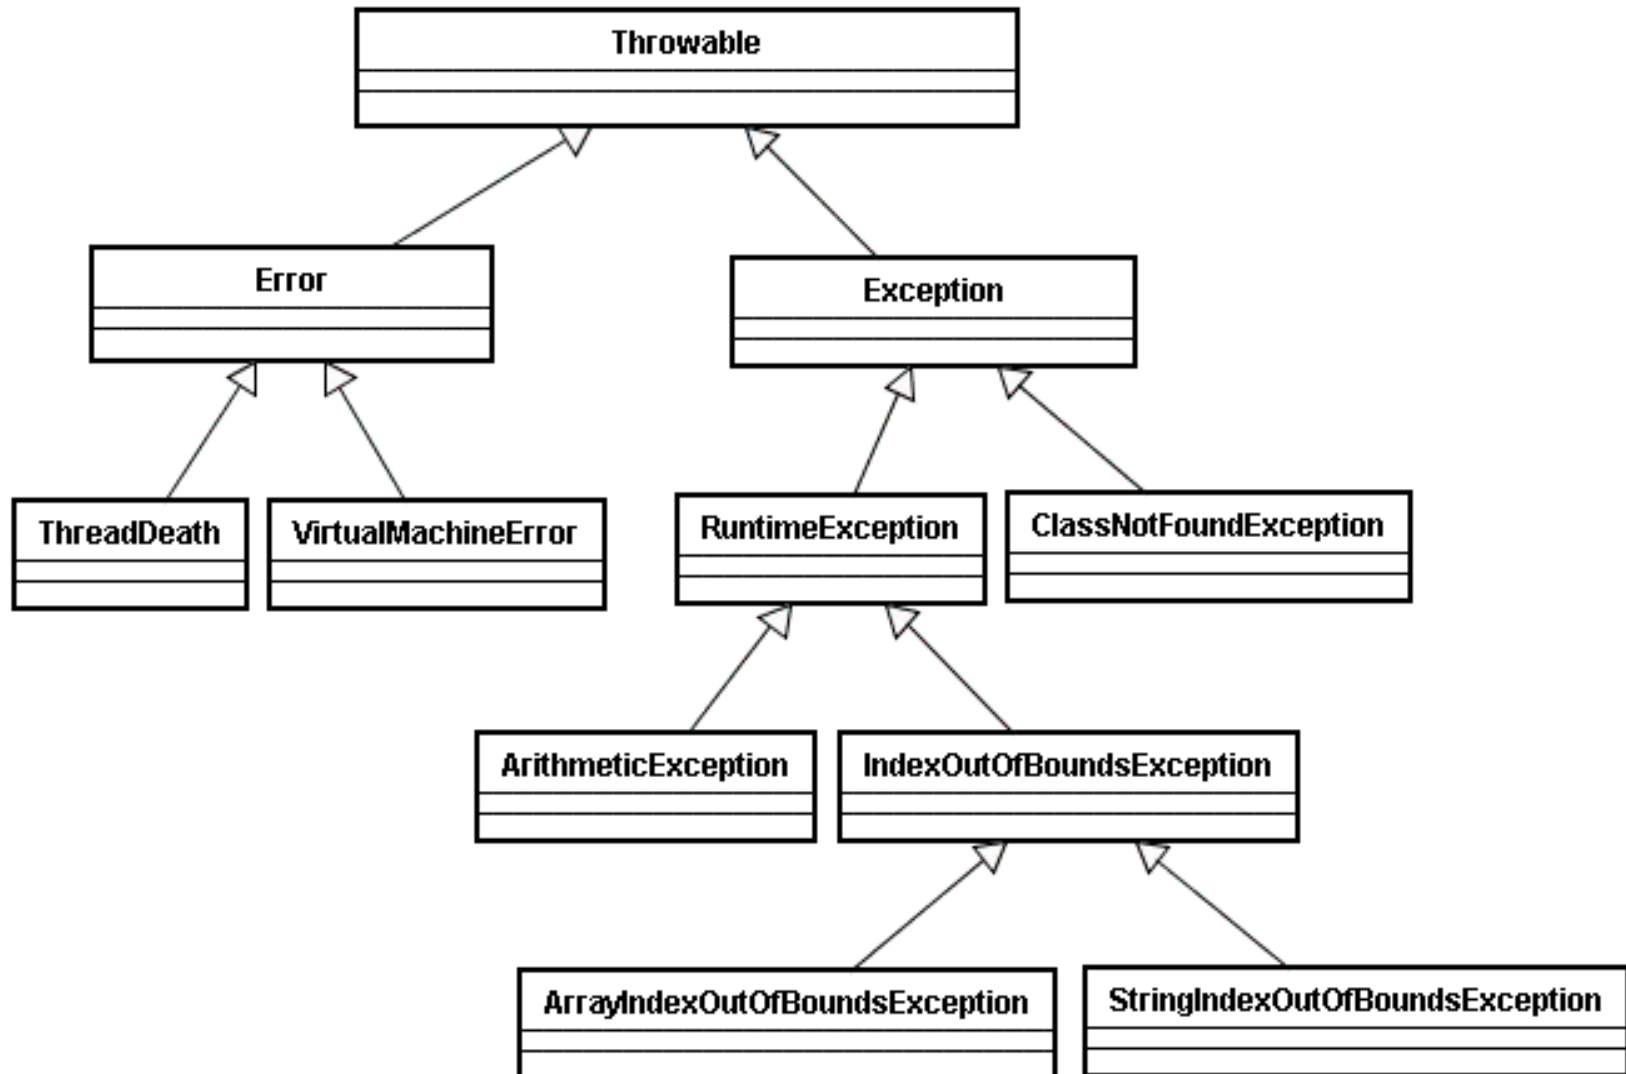 Throwable
Error
Exception
ThreadDeath
VirtualMachineError
RuntimeException
ClassNotFoundException
ArithmeticException
IndexOutOfBoundsException
ArrayIndexOutOfBoundsException
StringIndexOutOfBoundsException